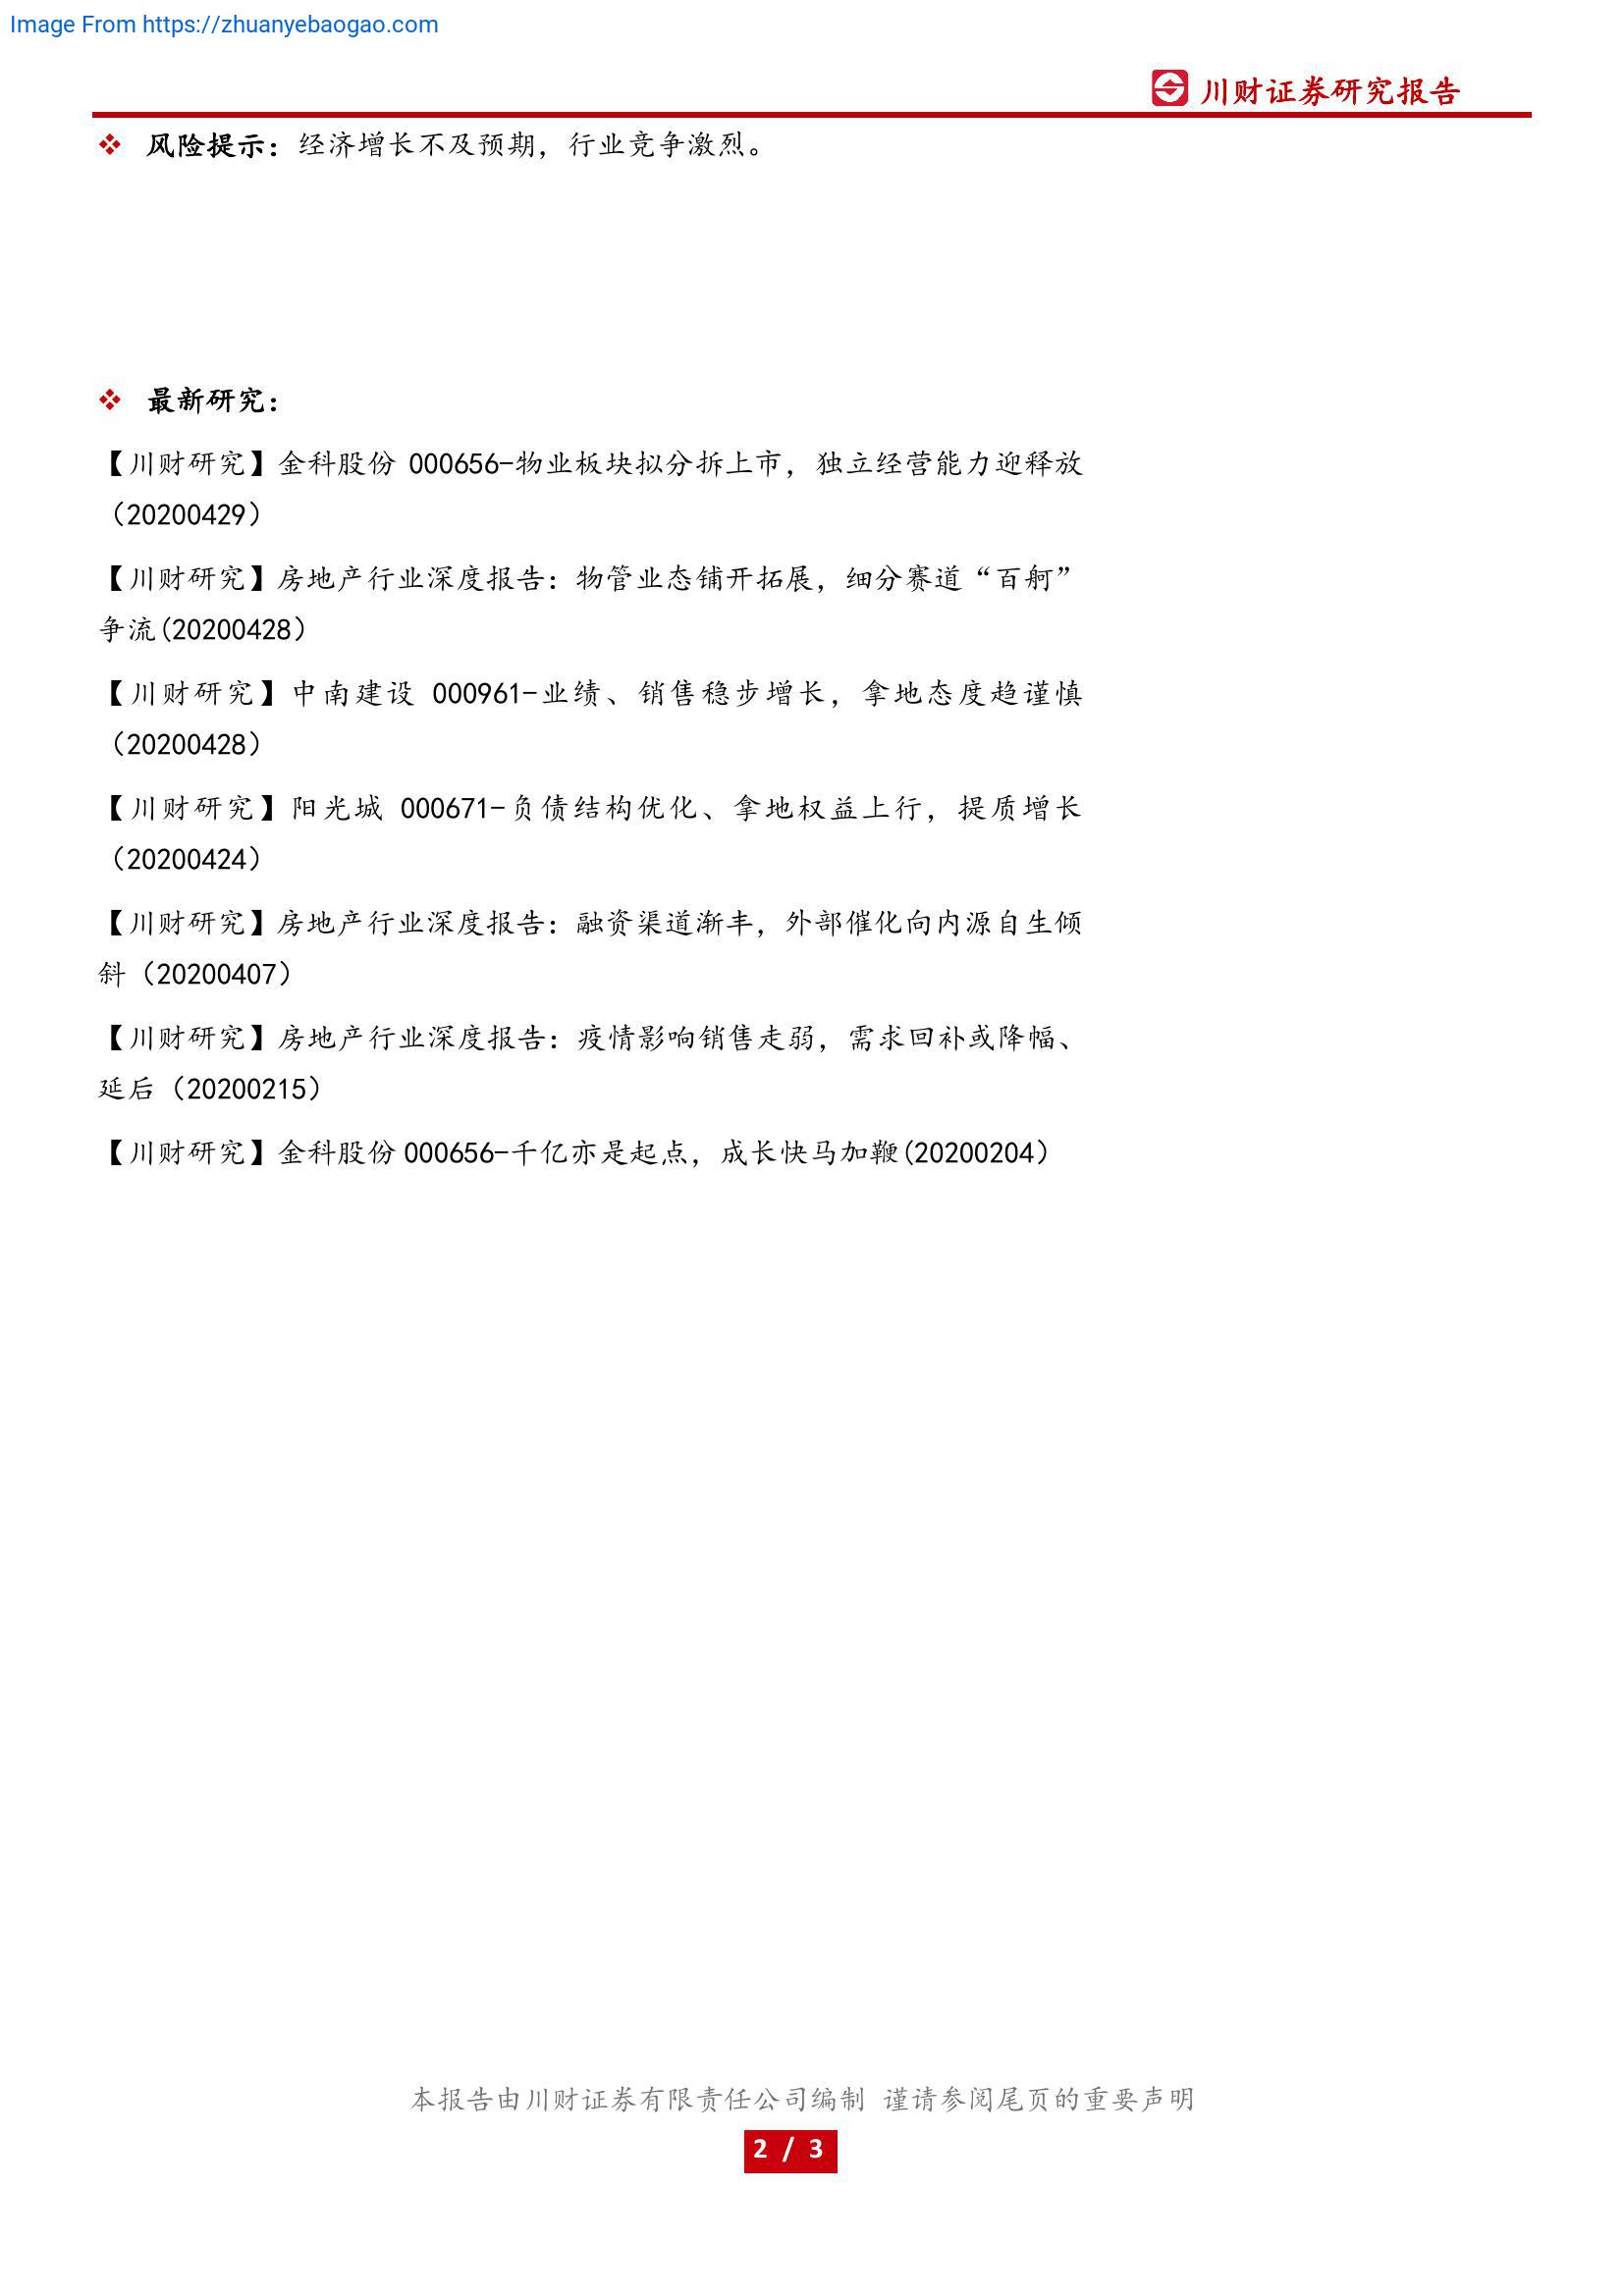 Image From https://zhuanyebaogao.com
川财证券研究报告
❖ 风险提示：经济增长不及预期，行业竞争激烈。
❖ 最新研究：
【川财研究】金科股份 000656-物业板块拟分拆上市，独立经营能力迎释放
（20200429）
【川财研究】房地产行业深度报告：物管业态铺开拓展，细分赛道“百舸”
争流(20200428）
【川财研究】中南建设 000961-业绩、销售稳步增长，拿地态度趋谨慎
（20200428）
【川财研究】阳光城 000671-负债结构优化、拿地权益上行，提质增长
（20200424）
【川财研究】房地产行业深度报告：融资渠道渐丰，外部催化向内源自生倾
斜（20200407）
【川财研究】房地产行业深度报告：疫情影响销售走弱，需求回补或降幅、
延后（20200215）
【川财研究】金科股份 000656-千亿亦是起点，成长快马加鞭(20200204）
本报告由川财证券有限责任公司编制 谨请参阅尾页的重要声明
2 / 3